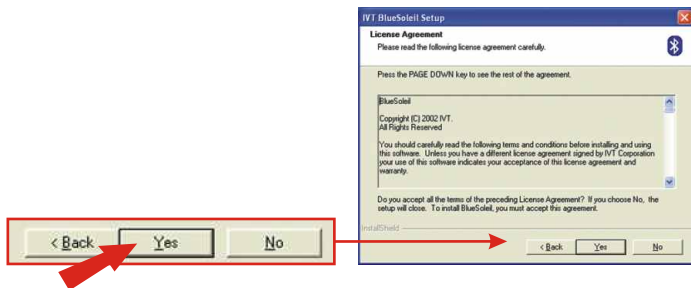 IVT BlueSoleil Setup
License Agreement
Please read the following license agreement carefully.
Press the PAGE DOWN key to see the rest of the agreement.
BlueSoleil
Copyright (C) 2002 IVT.
All Rights Reserved
You should carefully read the following terms and conditions before installing and using
this software. Unless you have a different license agreement signed by IVT Corporation
your use of this software indicates your acceptance of this license agreement and
warranty.
Do you accept all the terms of the preceding License Agreement? If you choose No, the
setup will close. To install BlueSoleil, you must accept this agreement.
InstallShield
< Back Yes No
< Back Yes No